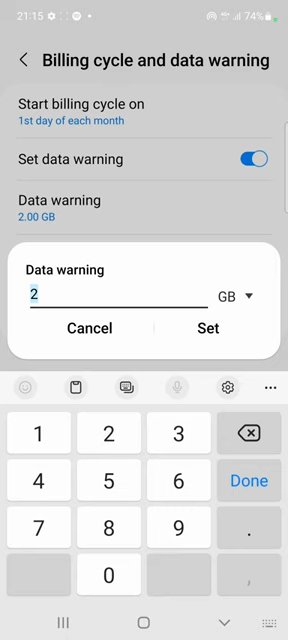 21:15
74%
Billing cycle and data warning
Start billing cycle on
1st day of each month
Set data warning
Data warning
2.00 GB
Data warning
2
GB
Cancel
Set
1
2
3
4
5
6
Done
7
8
9
.
0
,